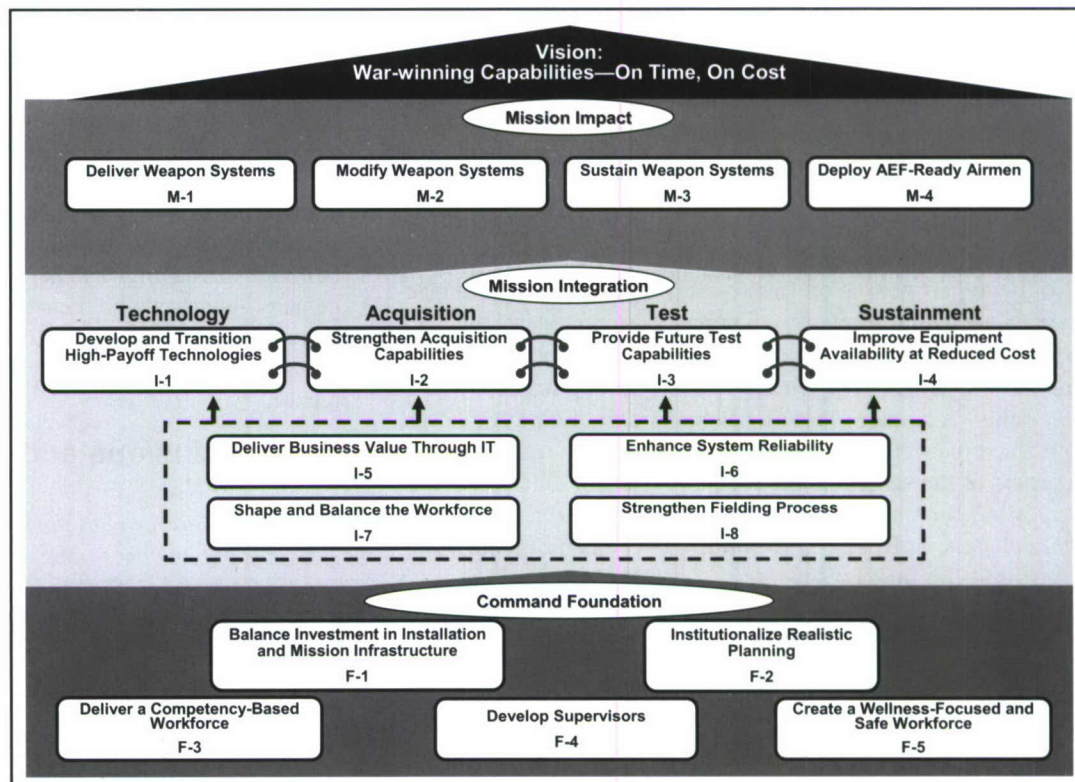 Vision:
War-winning Capabilities—On Time, On Cost
Mission Impact
Deliver Weapon Systems
M-1
Modify Weapon Systems
M-2
Sustain Weapon Systems
M-3
Deploy AEF-Ready Airmen
M-4
Mission Integration
Technology
Acquisition
Test
Sustainment
Develop and Transition
High-Payoff Technologies
I-1
Strengthen Acquisition
Capabilities
I-2
Provide Future Test
Capabilities
I-3
Improve Equipment
Availability at Reduced Cost
I-4
Deliver Business Value Through IT
I-5
Enhance System Reliability
I-6
Shape and Balance the Workforce
I-7
Strengthen Fielding Process
I-8
Command Foundation
Balance Investment in Installation
and Mission Infrastructure
F-1
Institutionalize Realistic
Planning
F-2
Deliver a Competency-Based
Workforce
F-3
Develop Supervisors
F-4
Create a Wellness-Focused and
Safe Workforce
F-5